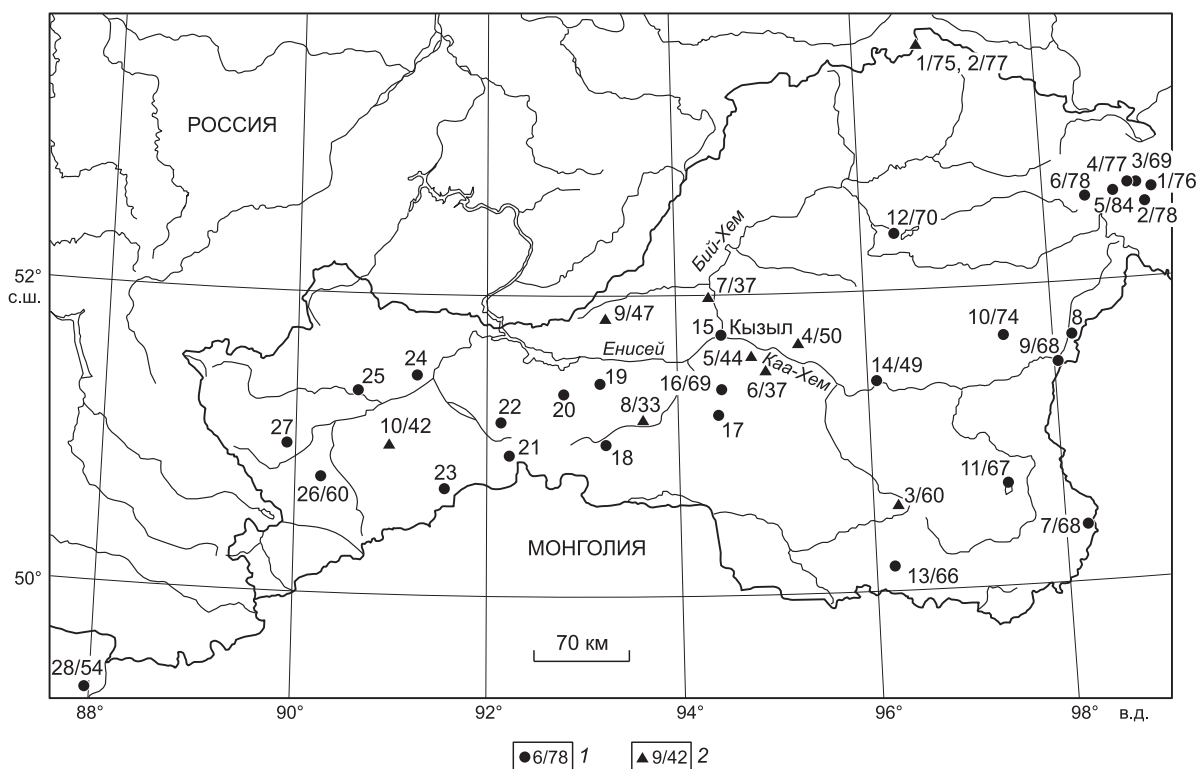 1/75, 2/77
РОССИЯ
4/77 3/69
6/78 1/76
5/84 2/78
12/70
Бий-Хем
52°
с.ш.
7/37
9/47
10/74 8
15 Кызыл 4/50
9/68
Енисей
24 5/44 Каа-Хем 14/49
25 19 16/69 6/37
20
22 8/33
27 10/42 17
21 18
11/67
23
26/60 3/60
7/68
МОНГОЛИЯ
50°
13/66
70 км
28/54
88° 90° 92° 94° 96° 98° в.д.
6/78 1 9/42 2